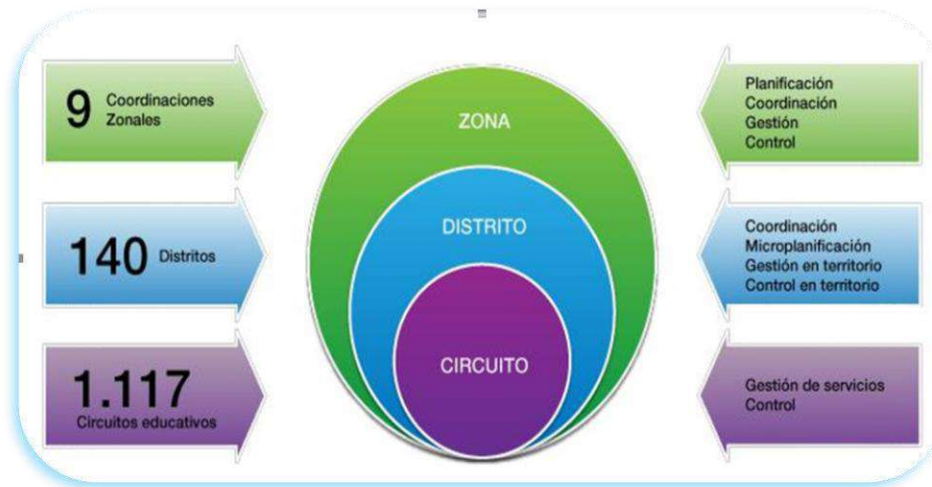 9 Coordinaciones
Zonales
140 Distritos
1.117
Circuitos educativos
ZONA
DISTRITO
CIRCUITO
Planificación
Coordinación
Gestión
Control
Coordinación
Microplanificación
Gestión en territorio
Control en territorio
Gestión de servicios
Control